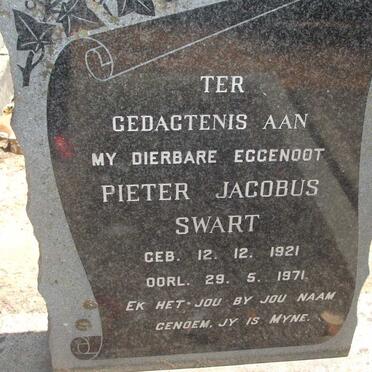 TER
GEDAGTENIS AAN
MY DIERBARE EGGENOOT
PIETER JACOBUS
SWART
GEB. 12. 12. 1921
OORL. 29. 5. 1971.
EK HET JOU BY JOU NAAM
GENOEM, JY IS MYNE.